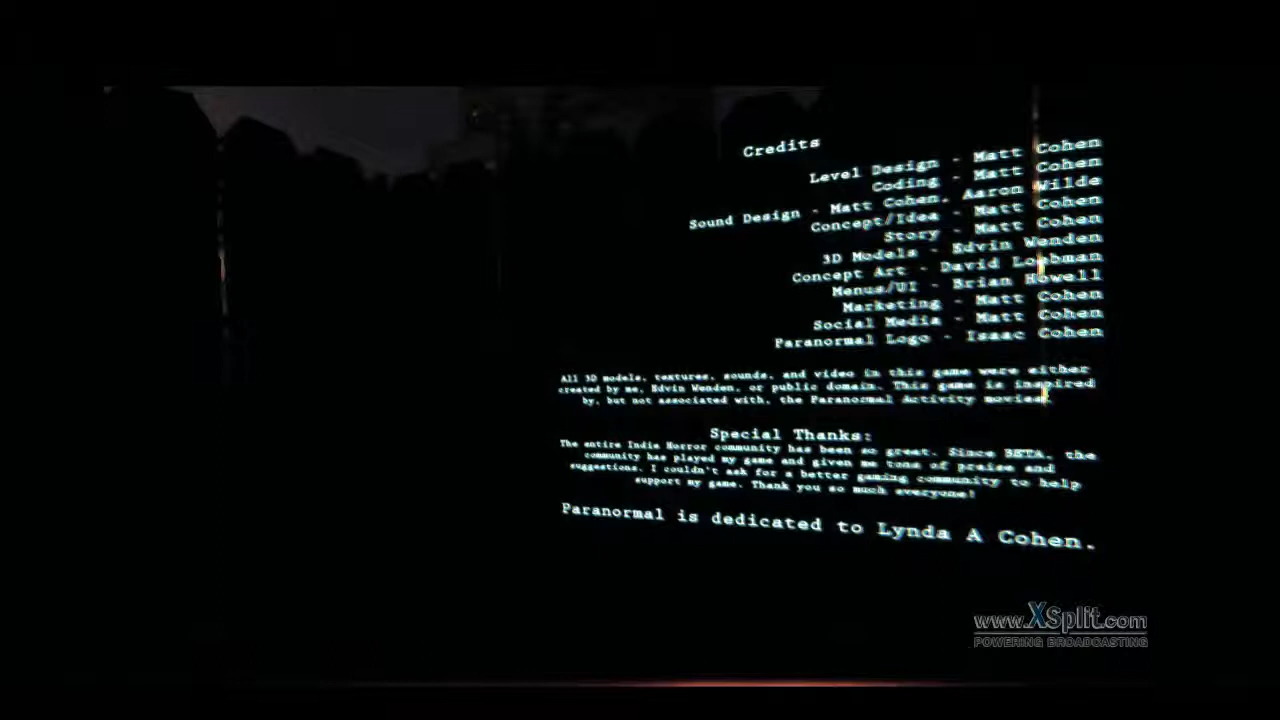 Credits
Level Design - Matt Cohen
Coding - Matt Cohen
Sound Design - Matt Cohen, Aaron Wilde
Concept/Idea - Matt Cohen
Story - Matt Cohen
3D Models - Edvin Wenden
Concept Art - David Loebman
Menus/UI - Brian Howell
Marketing - Matt Cohen
Social Media - Matt Cohen
Paranormal Logo - Isaac Cohen
All 3D models, textures, sounds, and video in this game were either
created by me, Edvin Wenden, or public domain. This game is inspired
by, but not associated with, the Paranormal Activity movies!
Special Thanks:
The entire Indie Horror community has been so great. Since BETA, the
community has played my game and given me tons of praise and
suggestions. I couldn't ask for a better gaming community to help
support my game. Thank you so much everyone!
Paranormal is dedicated to Lynda A Cohen.
www.XSplit.com
POWERING BROADCASTING